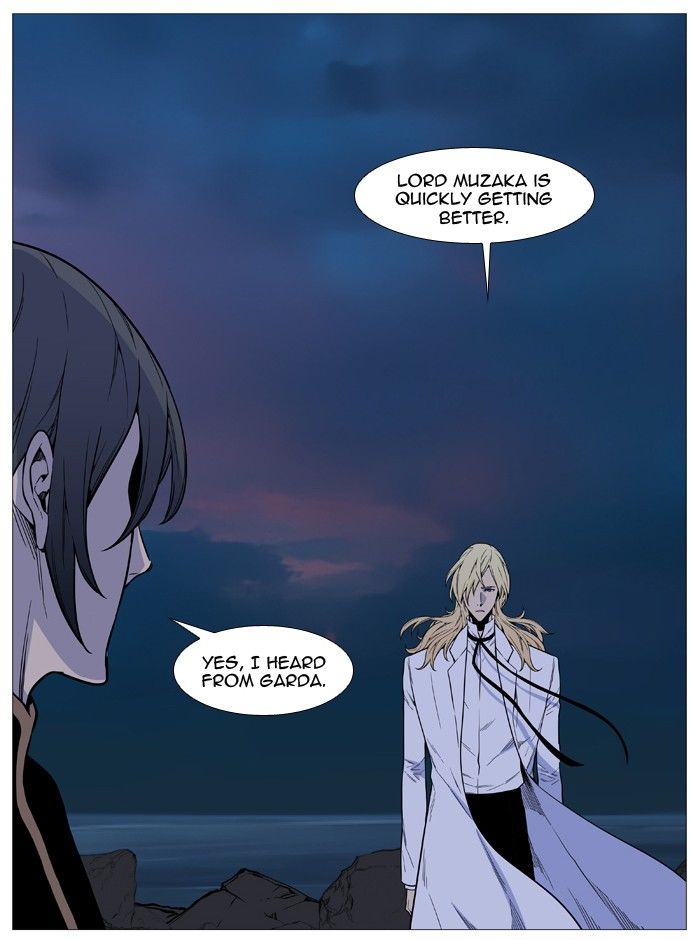 LORD MUZAKA IS
QUICKLY GETTING
BETTER.
YES, I HEARD
FROM GARDA.